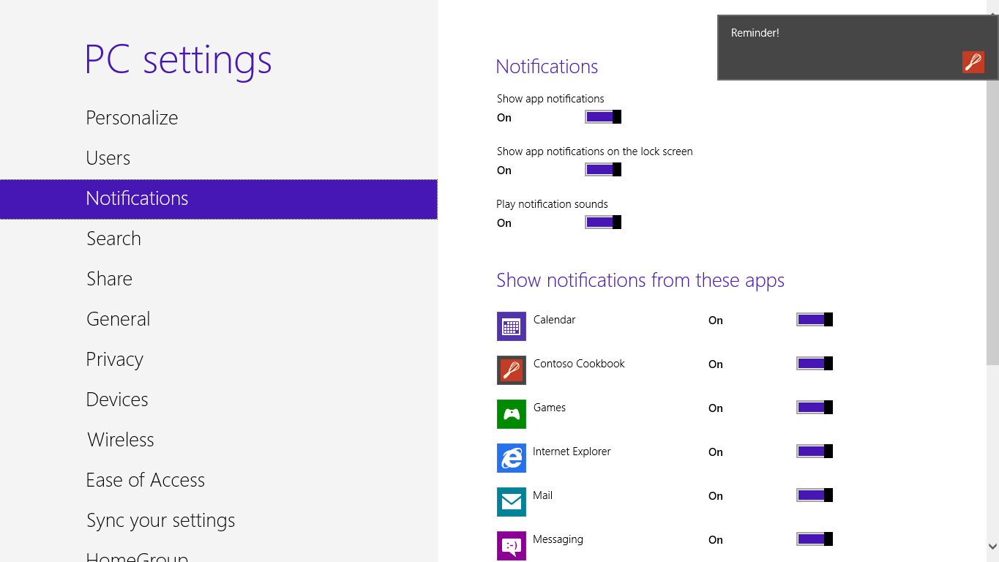 PC settings
Personalize
Users
Notifications
Search
Share
General
Privacy
Devices
Wireless
Ease of Access
Sync your settings
HomeGroup
Reminder!
Notifications
Show app notifications
On
Show app notifications on the lock screen
On
Play notification sounds
On
Show notifications from these apps
Calendar On
Contoso Cookbook On
Games On
Internet Explorer On
Mail On
Messaging On